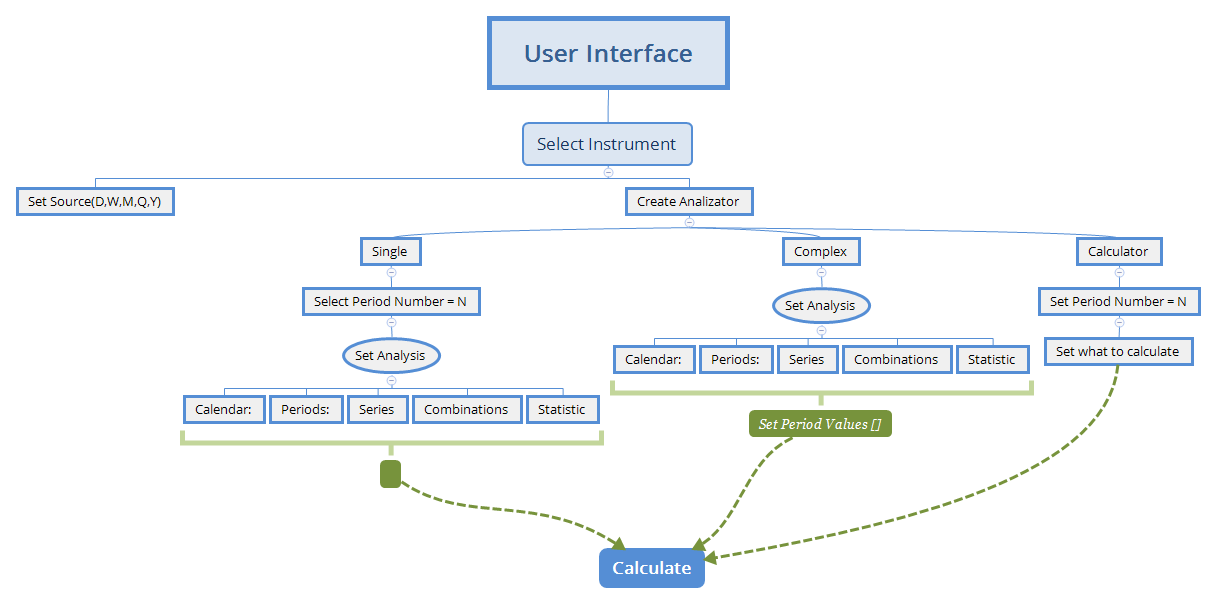 User Interface
Select Instrument
Set Source(D,W,M,Q,Y)
Create Analizator
Single
Complex
Calculator
Select Period Number = N
Set Analysis
Set Period Number = N
Set Analysis
Calendar:
Periods:
Series
Combinations
Statistic
Set what to calculate
Calendar:
Periods:
Series
Combinations
Statistic
Set Period Values []
Calculate